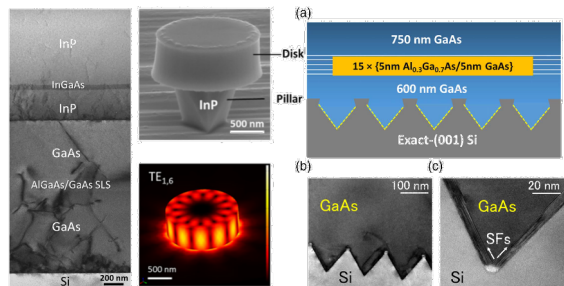 InP
InGaAs
InP
GaAs
AlGaAs/GaAs SLS
GaAs
Si
200 nm
Disk
InP
Pillar
500 nm
TE1,6
500 nm
(a)
750 nm GaAs
15 × {5nm Al0.3Ga0.7As/5nm GaAs}
600 nm GaAs
Exact-(001) Si
(b)
100 nm
GaAs
Si
(c)
20 nm
GaAs
SFs
Si